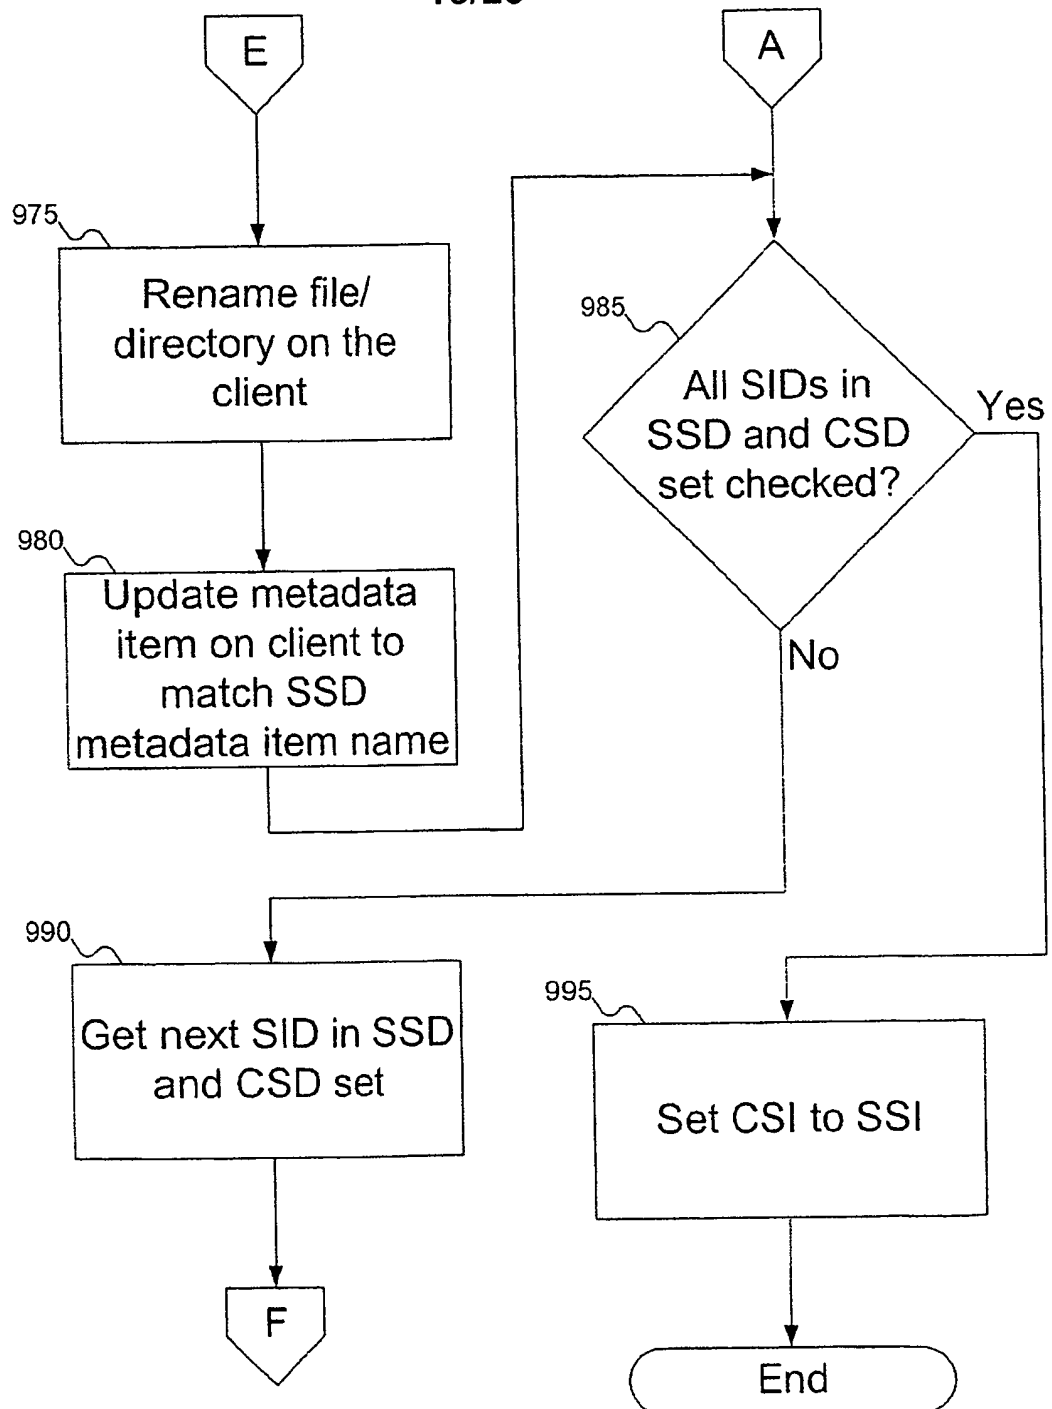 E
A
975
Rename file/
directory on the
client
985
All SIDs in
SSD and CSD
set checked?
Yes
No
980
Update metadata
item on client to
match SSD
metadata item name
990
Get next SID in SSD
and CSD set
995
Set CSI to SSI
F
End